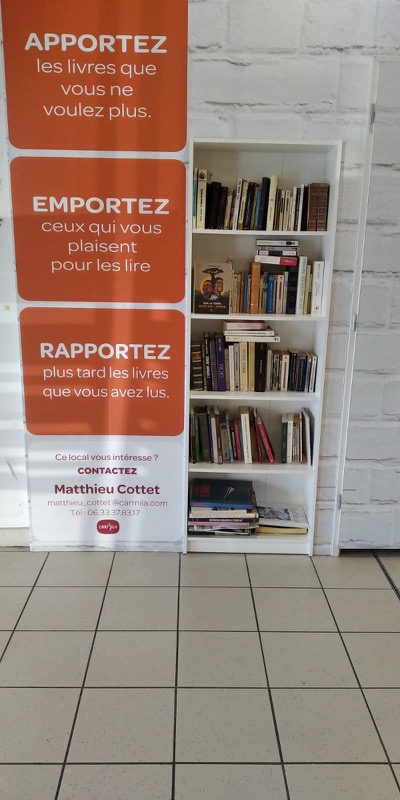 APPORTEZ
les livres que
vous ne
voulez plus.
EMPORTEZ
ceux qui vous
plaisent
pour les lire
RAPPORTEZ
plus tard les livres
que vous avez lus.
Ce local vous intéresse ?
CONTACTEZ
Matthieu Cottet
matthieu_cottet@carmila.com
Tél : 06.33.37.83.17